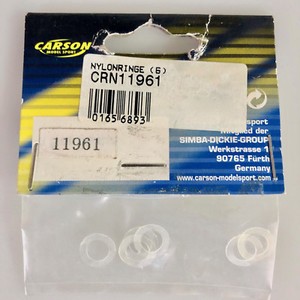 CARSON
MODEL SPORT
NYLONRINGE (6)
CRN11961
0165 6893
11961
Mitglied der
SIMBA-DICKIE-GROUP
Werkstrasse 1
90765 Fürth
Germany
www.carson-modelsport.com